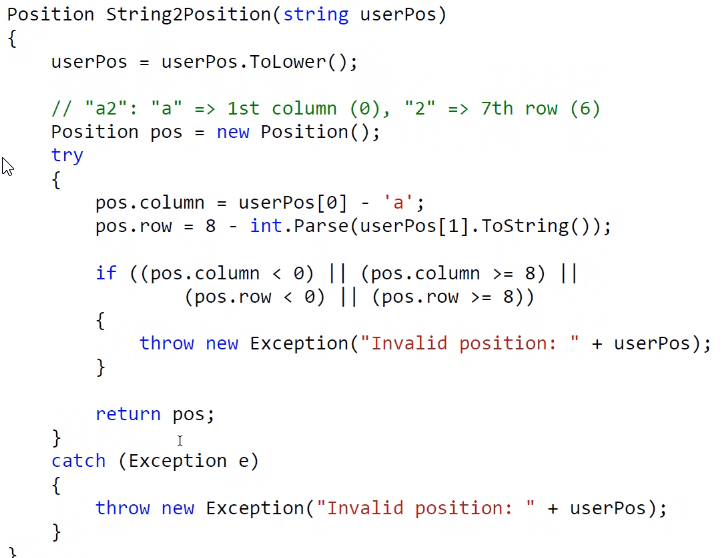 Position String2Position(string userPos)
{
    userPos = userPos.ToLower();

    // "a2": "a" => 1st column (0), "2" => 7th row (6)
    Position pos = new Position();
    try
    {
        pos.column = userPos[0] - 'a';
        pos.row = 8 - int.Parse(userPos[1].ToString());

        if ((pos.column < 0) || (pos.column >= 8) ||
                (pos.row < 0) || (pos.row >= 8))
        {
            throw new Exception("Invalid position: " + userPos);
        }

        return pos;
    }
    catch (Exception e)
    {
        throw new Exception("Invalid position: " + userPos);
    }
}